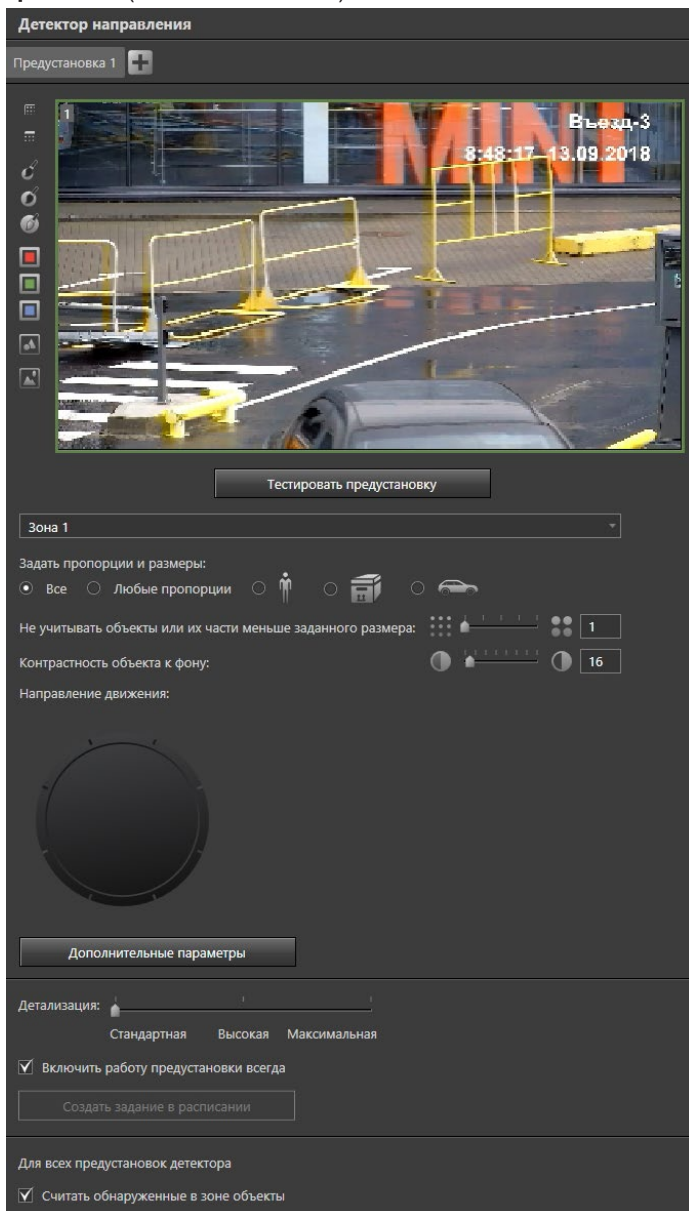 Детектор направления
Предустановка 1
1
MINI
Въезд-3
8:48:17 13.09.2018
Тестировать предустановку
Зона 1
Задать пропорции и размеры:
Все Любые пропорции
Не учитывать объекты или их части меньше заданного размера: 1
Контрастность объекта к фону: 16
Направление движения:
Дополнительные параметры
Детализация:
Стандартная Высокая Максимальная
Включить работу предустановки всегда
Создать задание в расписании
Для всех предустановок детектора
Считать обнаруженные в зоне объекты